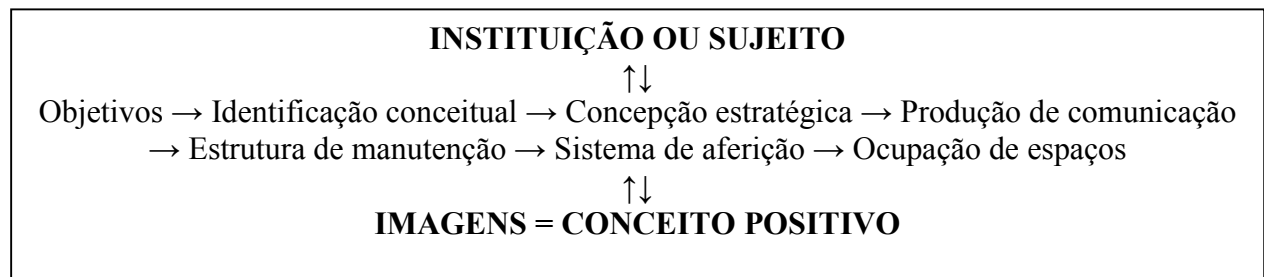 INSTITUIÇÃO OU SUJEITO
↑↓
Objetivos → Identificação conceitual → Concepção estratégica → Produção de comunicação
→ Estrutura de manutenção → Sistema de aferição → Ocupação de espaços
↑↓
IMAGENS = CONCEITO POSITIVO